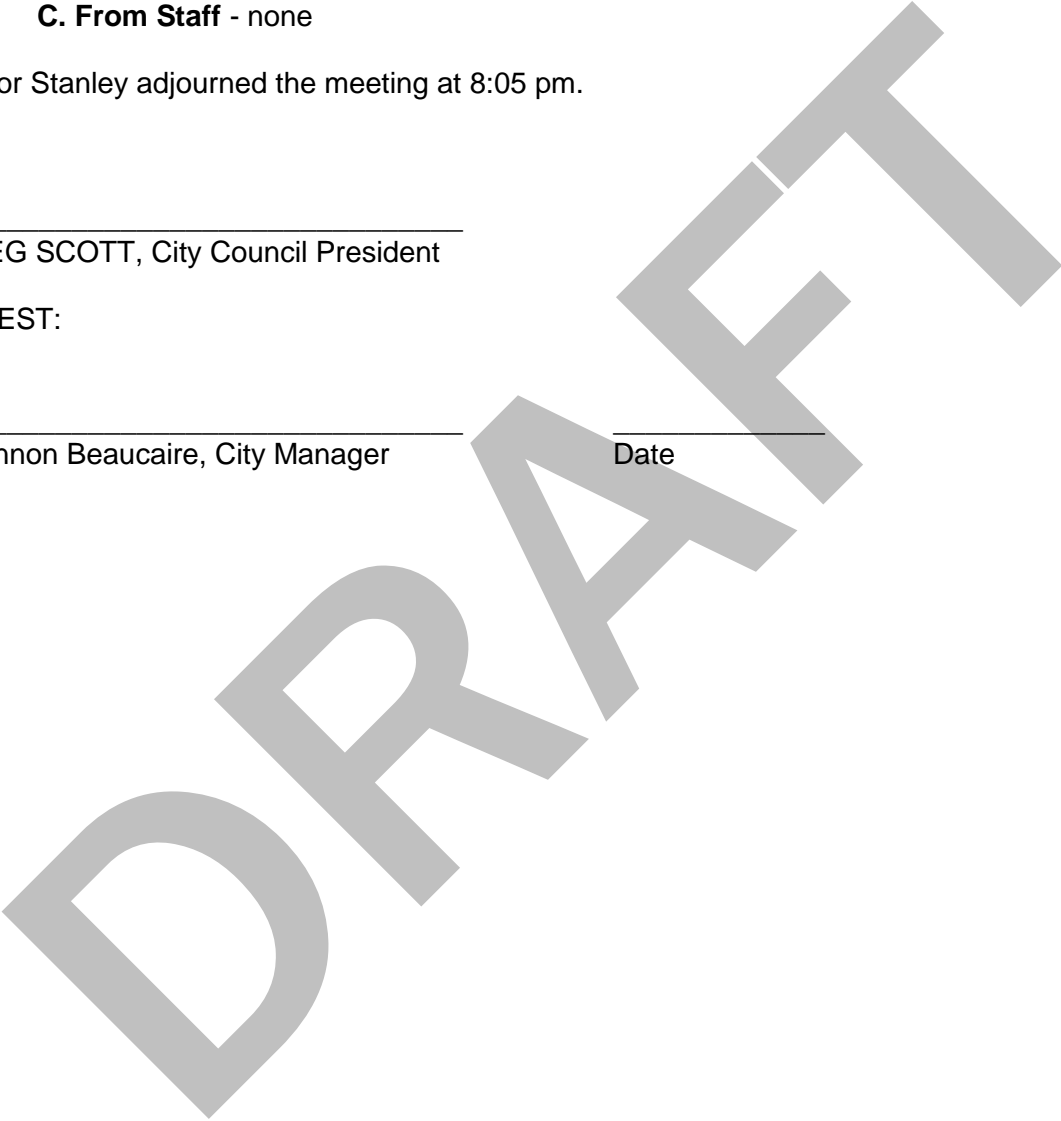 C. From Staff - none
or Stanley adjourned the meeting at 8:05 pm.
EG SCOTT, City Council President
EST:
nnon Beaucaire, City Manager
Date
DRAFT